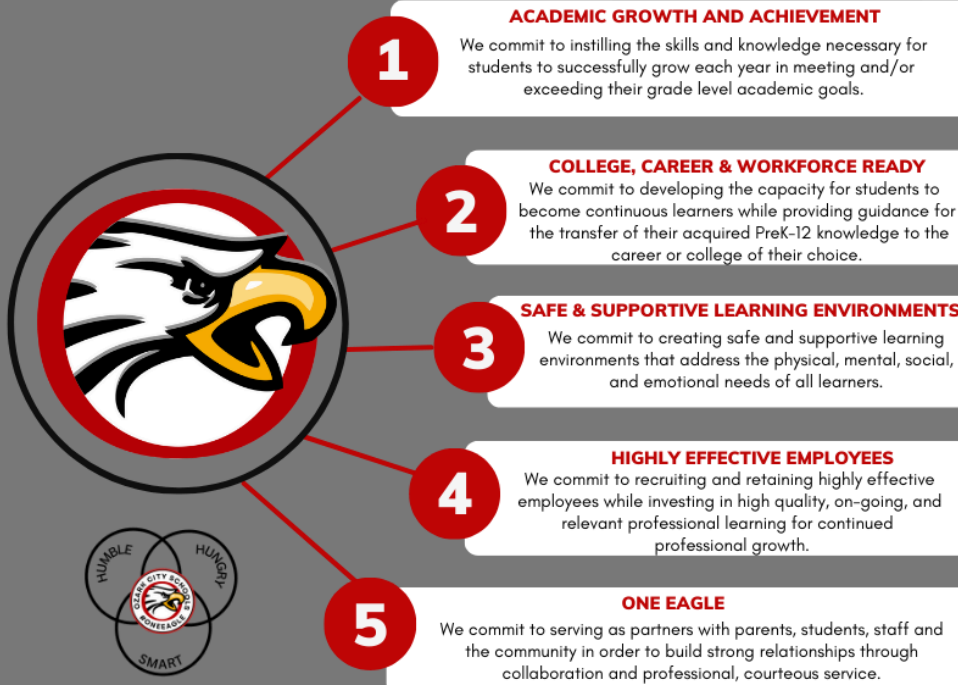 1
ACADEMIC GROWTH AND ACHIEVEMENT
We commit to instilling the skills and knowledge necessary for
students to successfully grow each year in meeting and/or
exceeding their grade level academic goals.
2
COLLEGE, CAREER & WORKFORCE READY
We commit to developing the capacity for students to
become continuous learners while providing guidance for
the transfer of their acquired PreK-12 knowledge to the
career or college of their choice.
3
SAFE & SUPPORTIVE LEARNING ENVIRONMENTS
We commit to creating safe and supportive learning
environments that address the physical, mental, social,
and emotional needs of all learners.
4
HIGHLY EFFECTIVE EMPLOYEES
We commit to recruiting and retaining highly effective
employees while investing in high quality, on-going, and
relevant professional learning for continued
professional growth.
5
ONE EAGLE
We commit to serving as partners with parents, students, staff and
the community in order to build strong relationships through
collaboration and professional, courteous service.
HUMBLE
HUNGRY
OZARK CITY SCHOOLS
#ONEEAGLE
SMART